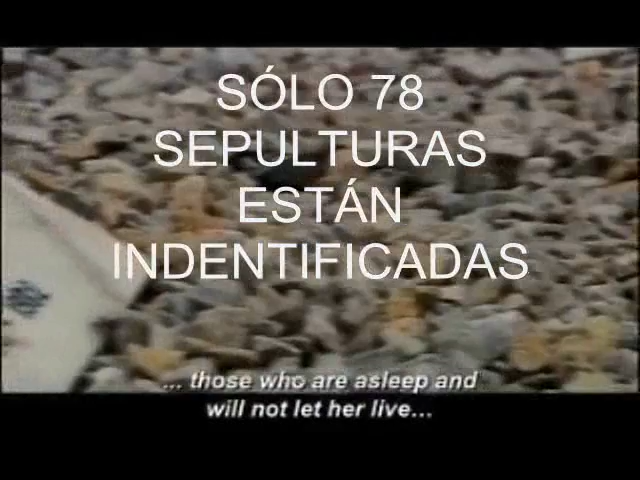 SÓLO 78
SEPULTURAS
ESTÁN
INDENTIFICADAS
... those who are asleep and
will not let her live...